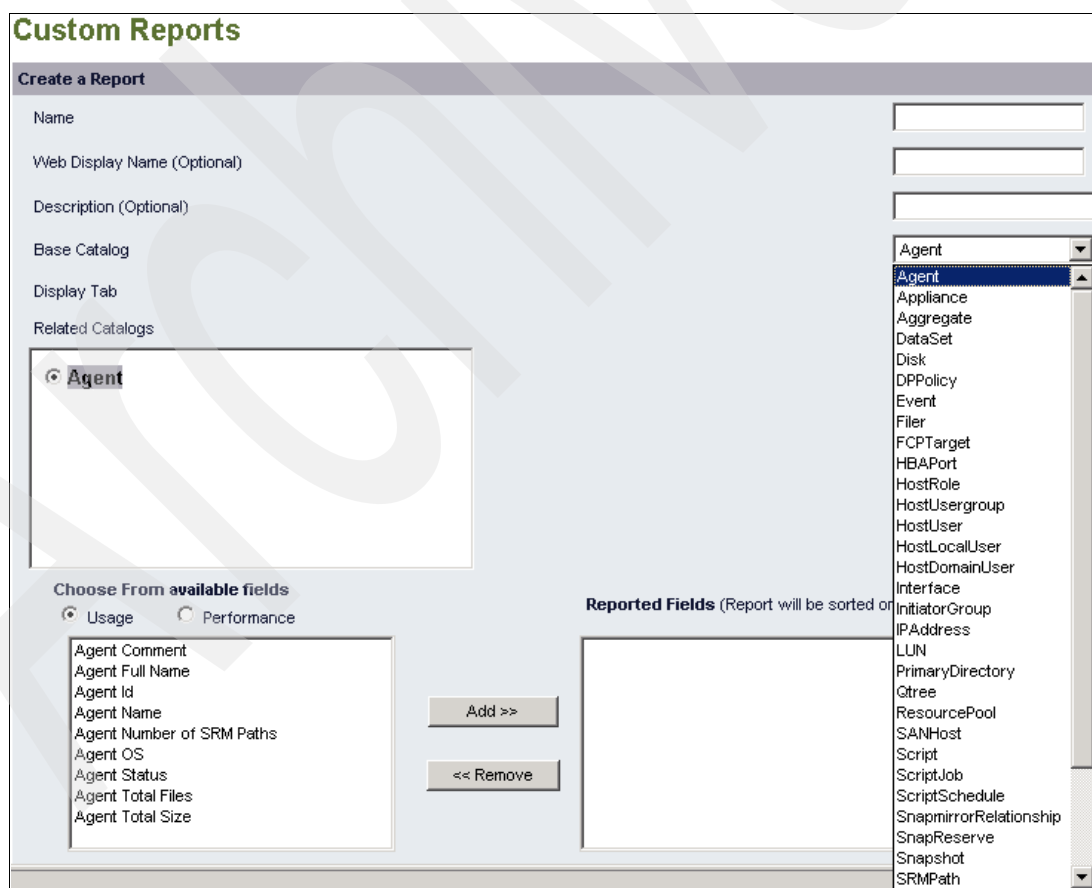 Custom Reports
Create a Report
Name
Web Display Name (Optional)
Description (Optional)
Base Catalog
Agent
Display Tab
Related Catalogs
Agent
Agent
Appliance
Aggregate
DataSet
Disk
DPPolicy
Event
Filer
FCPTarget
HBAPort
HostRole
HostUsergroup
HostUser
HostLocalUser
HostDomainUser
Interface
InitiatorGroup
IPAddress
LUN
PrimaryDirectory
Qtree
ResourcePool
SANHost
Script
ScriptJob
ScriptSchedule
SnapmirrorRelationship
SnapReserve
Snapshot
SRMPath
Choose From available fields
Usage Performance
Agent Comment
Agent Full Name
Agent Id
Agent Name
Agent Number of SRM Paths
Agent OS
Agent Status
Agent Total Files
Agent Total Size
Add >>
<< Remove
Reported Fields (Report will be sorted or